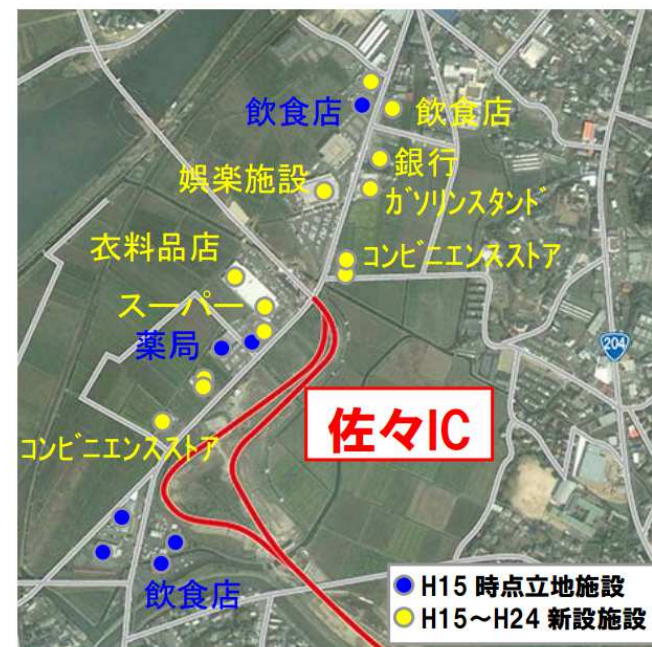 飲食店
飲食店
銀行
娯楽施設
ガソリンスタンド
衣料品店
コンビニエンスストア
スーパー
薬局
204
佐々IC
コンビニエンスストア
飲食店
H15 時点立地施設
H15～H24 新設施設